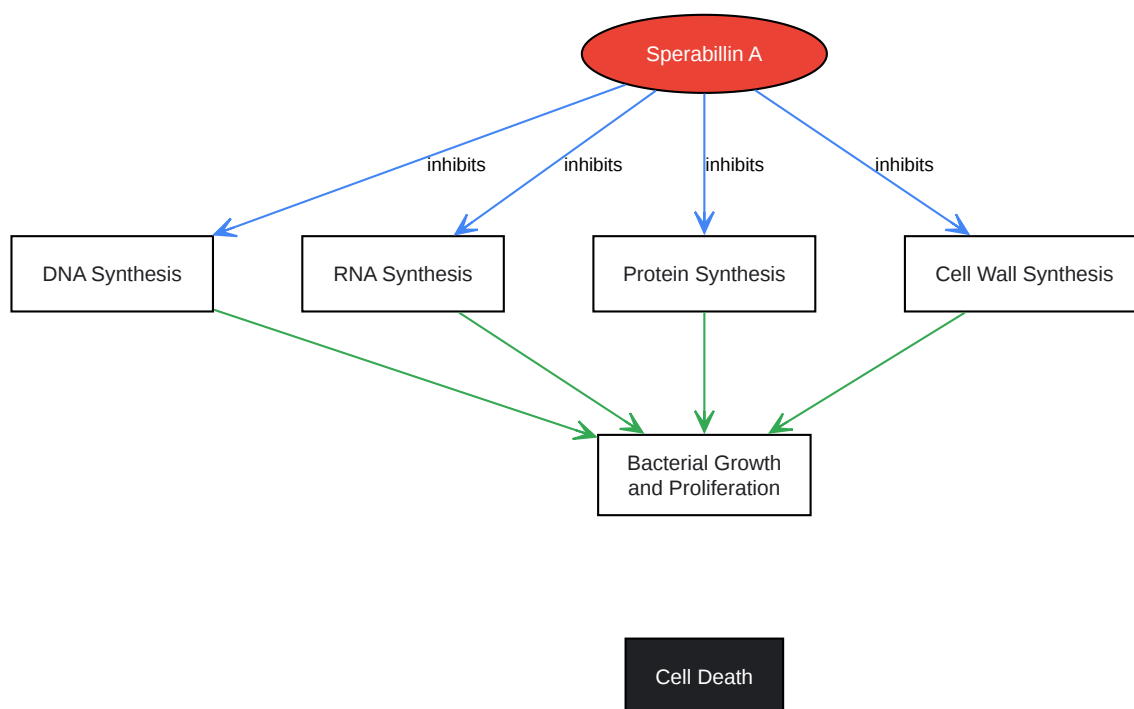 Sperabillin A
inhibits
inhibits
inhibits
inhibits
DNA Synthesis
RNA Synthesis
Protein Synthesis
Cell Wall Synthesis
Bacterial Growth
and Proliferation
Cell Death